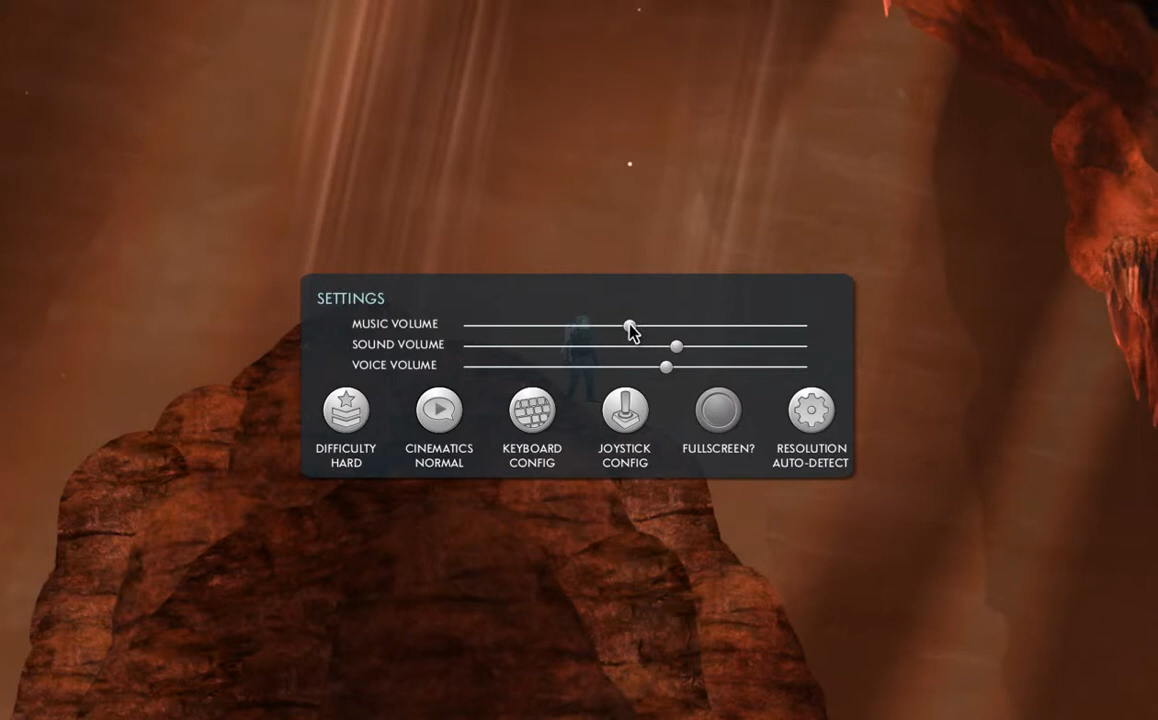 SETTINGS
MUSIC VOLUME
SOUND VOLUME
VOICE VOLUME
DIFFICULTY
HARD
CINEMATICS
NORMAL
KEYBOARD
CONFIG
JOYSTICK
CONFIG
FULLSCREEN?
RESOLUTION
AUTO-DETECT